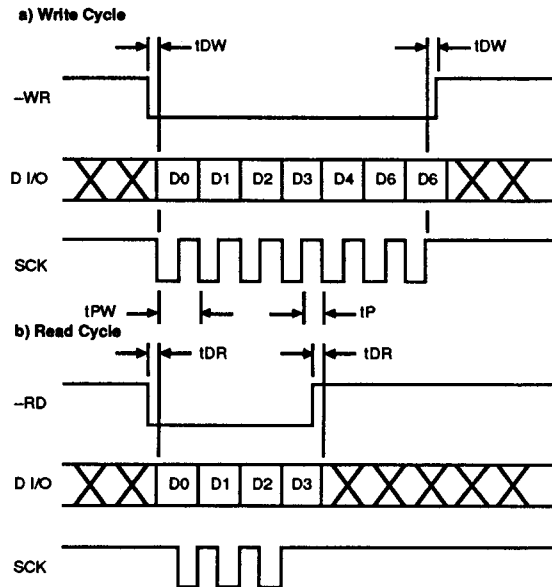 a) Write Cycle
tDW tDW
–WR
D I/O D0 D1 D2 D3 D4 D6 D6
SCK
tPW tP
b) Read Cycle
tDR tDR
–RD
D I/O D0 D1 D2 D3
SCK